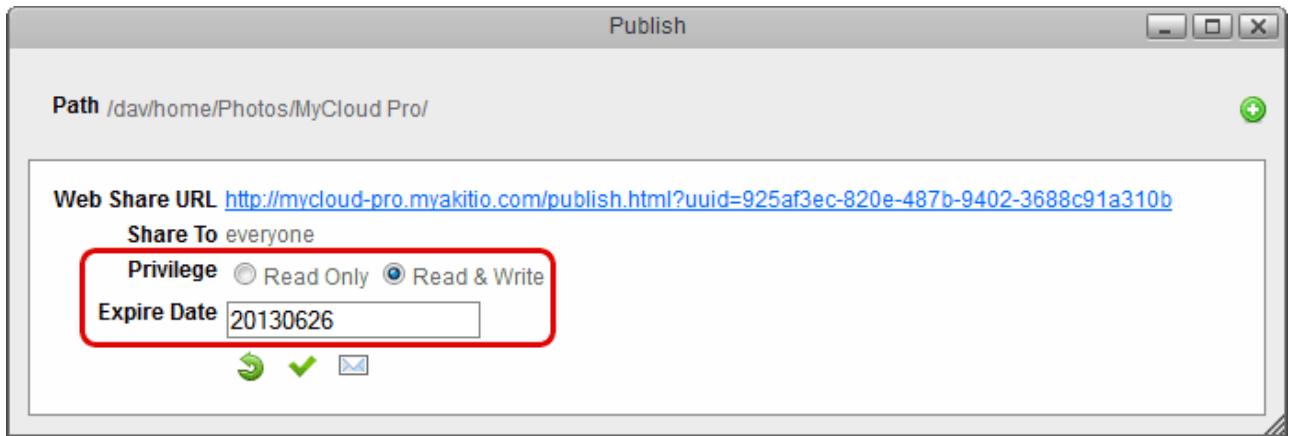 Publish
Path /dav/home/Photos/MyCloud Pro/
Web Share URL http://mycloud-pro.myakitio.com/publish.html?uuid=925af3ec-820e-487b-9402-3688c91a310b
Share To everyone
Privilege Read Only Read & Write
Expire Date 20130626